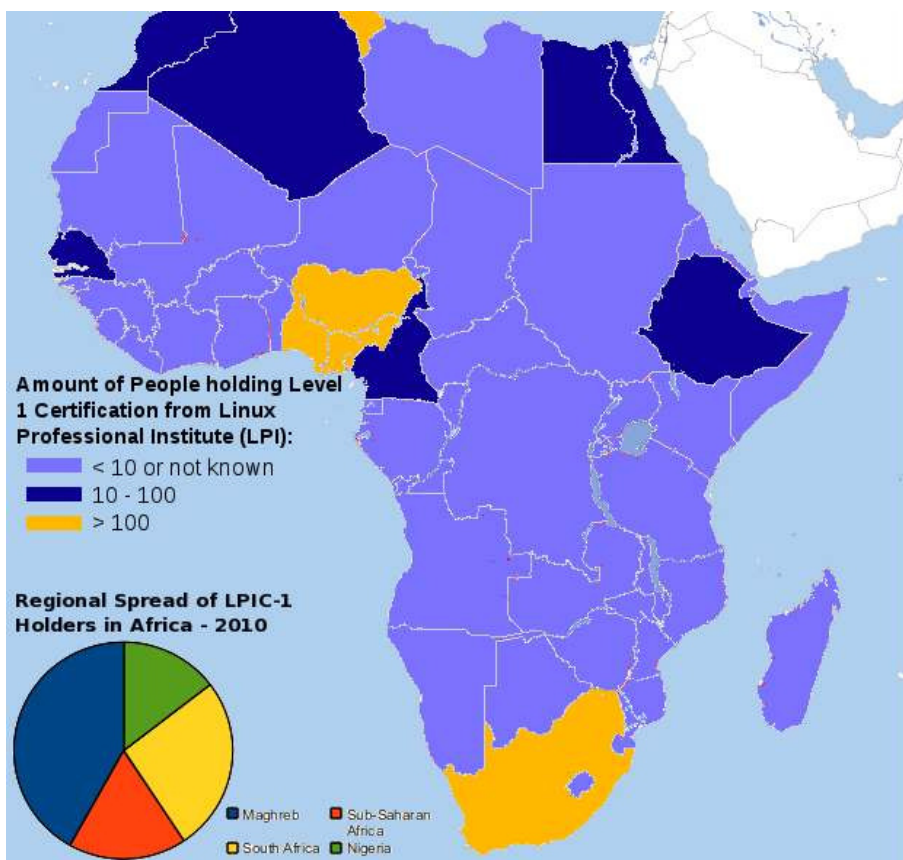 Amount of People holding Level
1 Certification from Linux
Professional Institute (LPI):
< 10 or not known
10 - 100
> 100
Regional Spread of LPIC-1
Holders in Africa - 2010
Maghreb
Sub-Saharan
Africa
South Africa
Nigeria